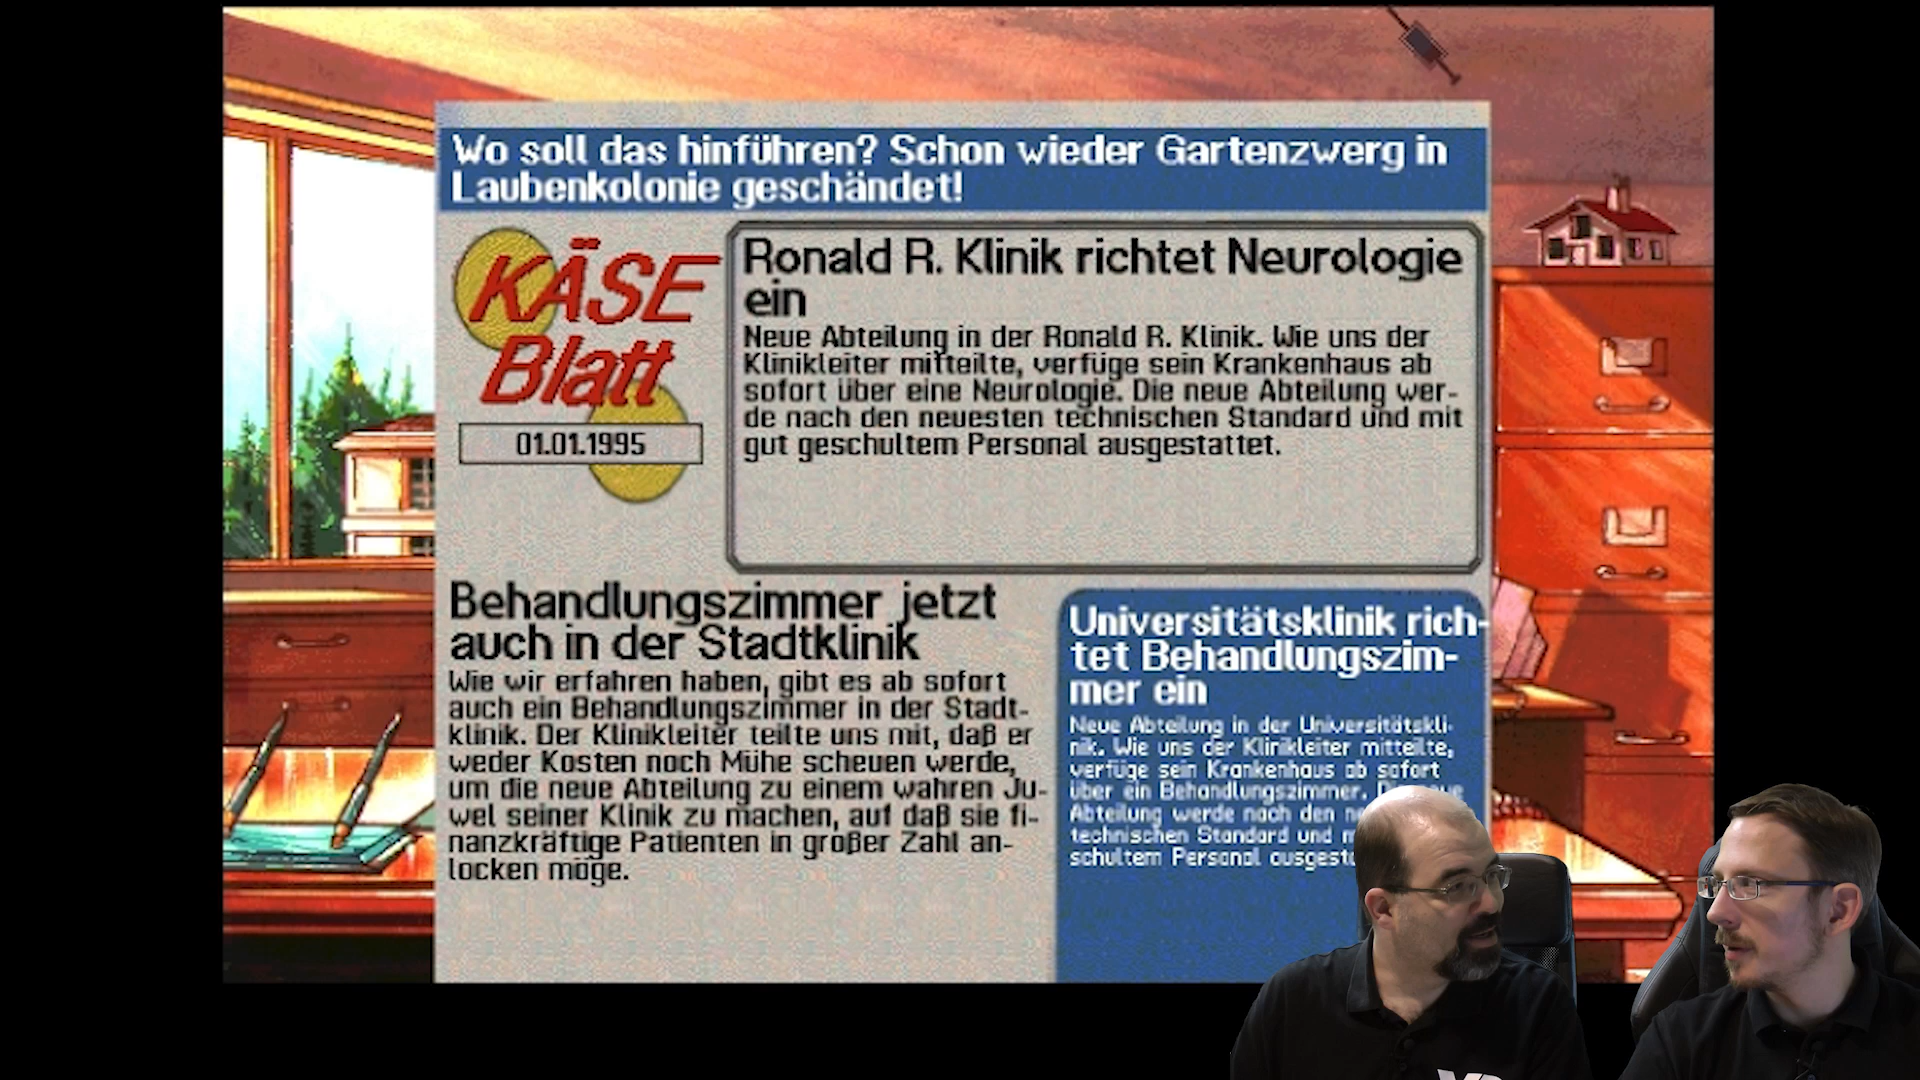 Wo soll das hinführen? Schon wieder Gartenzwerg in
Laubenkolonie geschändet!
KÄSE
Blatt
01.01.1995
Ronald R. Klinik richtet Neurologie
ein
Neue Abteilung in der Ronald R. Klinik. Wie uns der
Klinikleiter mitteilte, verfüge sein Krankenhaus ab
sofort über eine Neurologie. Die neue Abteilung wer-
de nach den neuesten technischen Standard und mit
gut geschultem Personal ausgestattet.
Behandlungszimmer jetzt
auch in der Stadtklinik
Wie wir erfahren haben, gibt es ab sofort
auch ein Behandlungszimmer in der Stadt-
klinik. Der Klinikleiter teilte uns mit, daß er
weder Kosten noch Mühe scheuen werde,
um die neue Abteilung zu einem wahren Ju-
wel seiner Klinik zu machen, auf daß sie fi-
nanzkräftige Patienten in großer Zahl an-
locken möge.
Universitätsklinik rich-
tet Behandlungszim-
mer ein
Neue Abteilung in der Universitätskli-
nik. Wie uns der Klinikleiter mitteilte,
verfüge sein Krankenhaus ab sofort
über ein Behandlungszimmer.
Abteilung werde nach den
technischen Standard und
schultem Personal